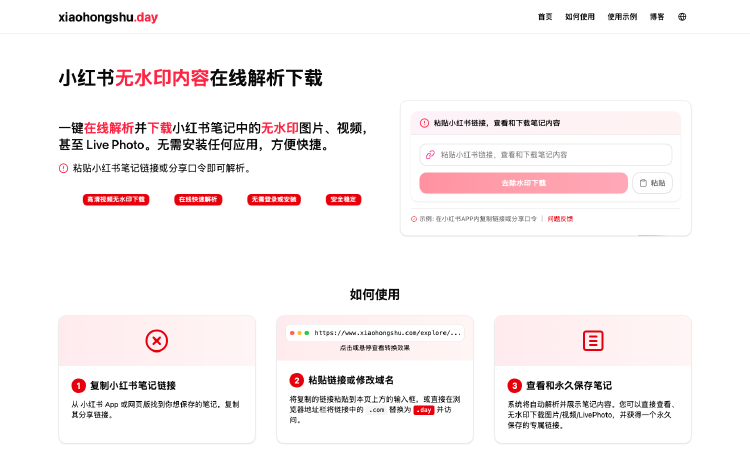 xiaohongshu.day
首页 如何使用 使用示例 博客
小红书无水印内容在线解析下载
一键在线解析并下载小红书笔记中的无水印图片、视频，
甚至 Live Photo。无需安装任何应用，方便快捷。
粘贴小红书笔记链接或分享口令即可解析。
高清视频无水印下载 在线快速解析 无需登录或安装 安全稳定
粘贴小红书链接，查看和下载笔记内容
粘贴小红书链接，查看和下载笔记内容
去除水印下载 粘贴
示例: 在小红书APP内复制链接或分享口令 | 问题反馈
如何使用
1 复制小红书笔记链接
从 小红书 App 或网页版找到你想保存的笔记。复制
其分享链接。
https://www.xiaohongshu.com/explore/...
点击或悬停查看转换效果
2 粘贴链接或修改域名
将复制的链接粘贴到本页上方的输入框。或直接在浏
览器地址栏将链接中的 .com 替换为 .day 并访
问。
3 查看和永久保存笔记
系统将自动解析并展示笔记内容。您可以直接查看、
无水印下载图片/视频/LivePhoto，并获得一个永久
保存的专属链接。